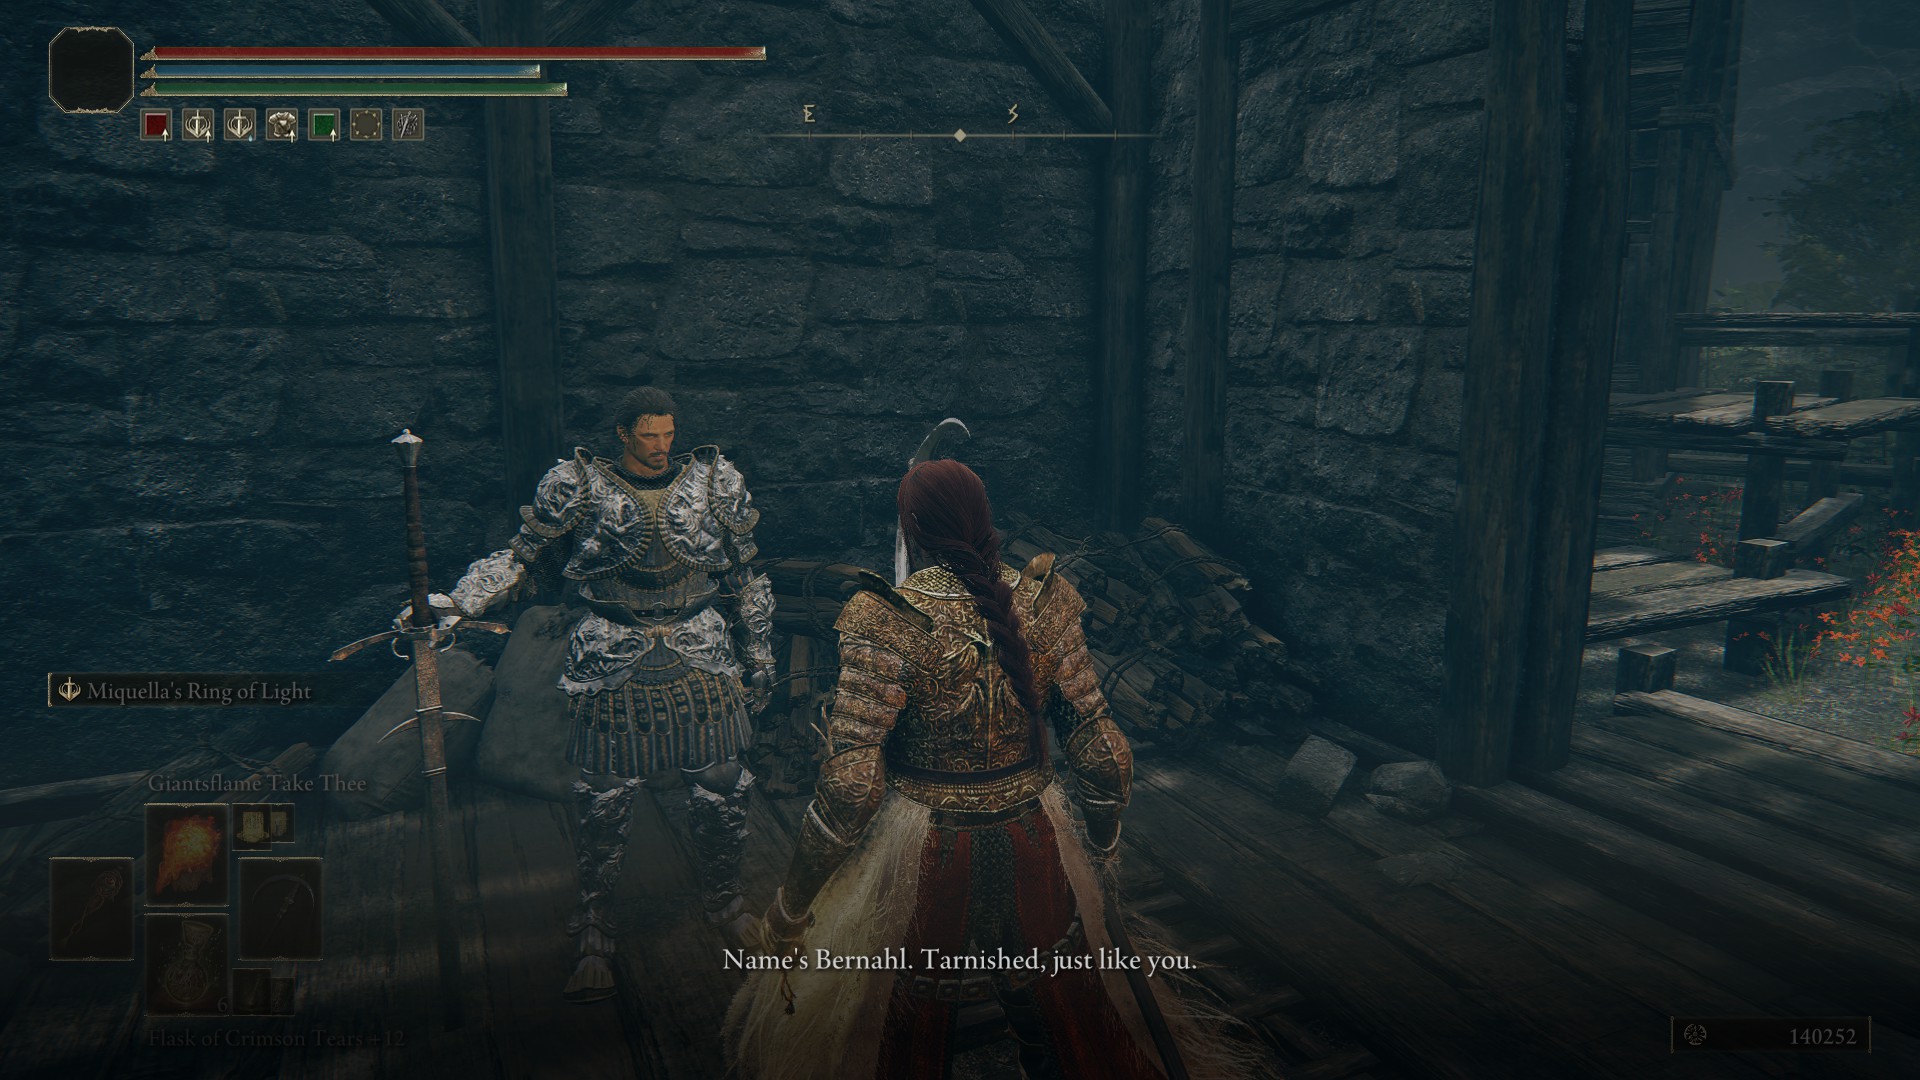 E
S
Miquella's Ring of Light
Giantsflame Take Thee
6
Name's Bernahl. Tarnished, just like you.
Flask of Crimson Tears +12
140252